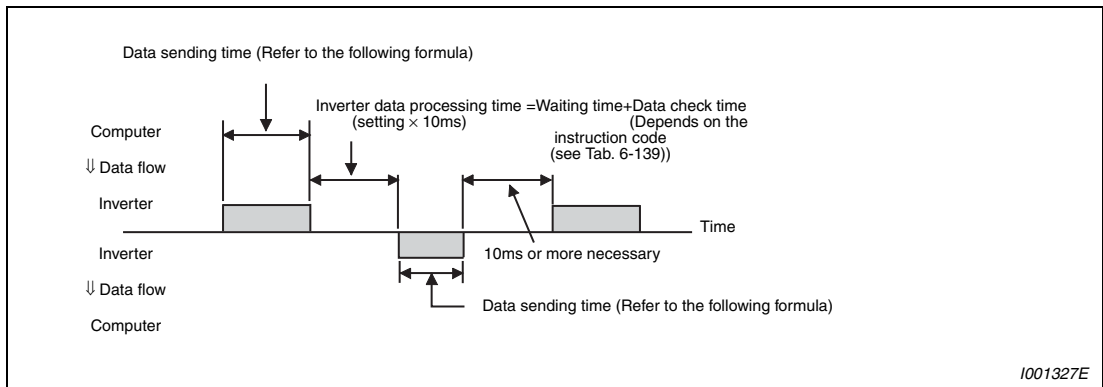 Data sending time (Refer to the following formula)
Inverter data processing time =Waiting time+Data check time
(setting × 10ms)
(Depends on the
instruction code
(see Tab. 6-139))
Computer
⇓ Data flow
Inverter
Time
Inverter
10ms or more necessary
⇓ Data flow
Data sending time (Refer to the following formula)
Computer
I001327E